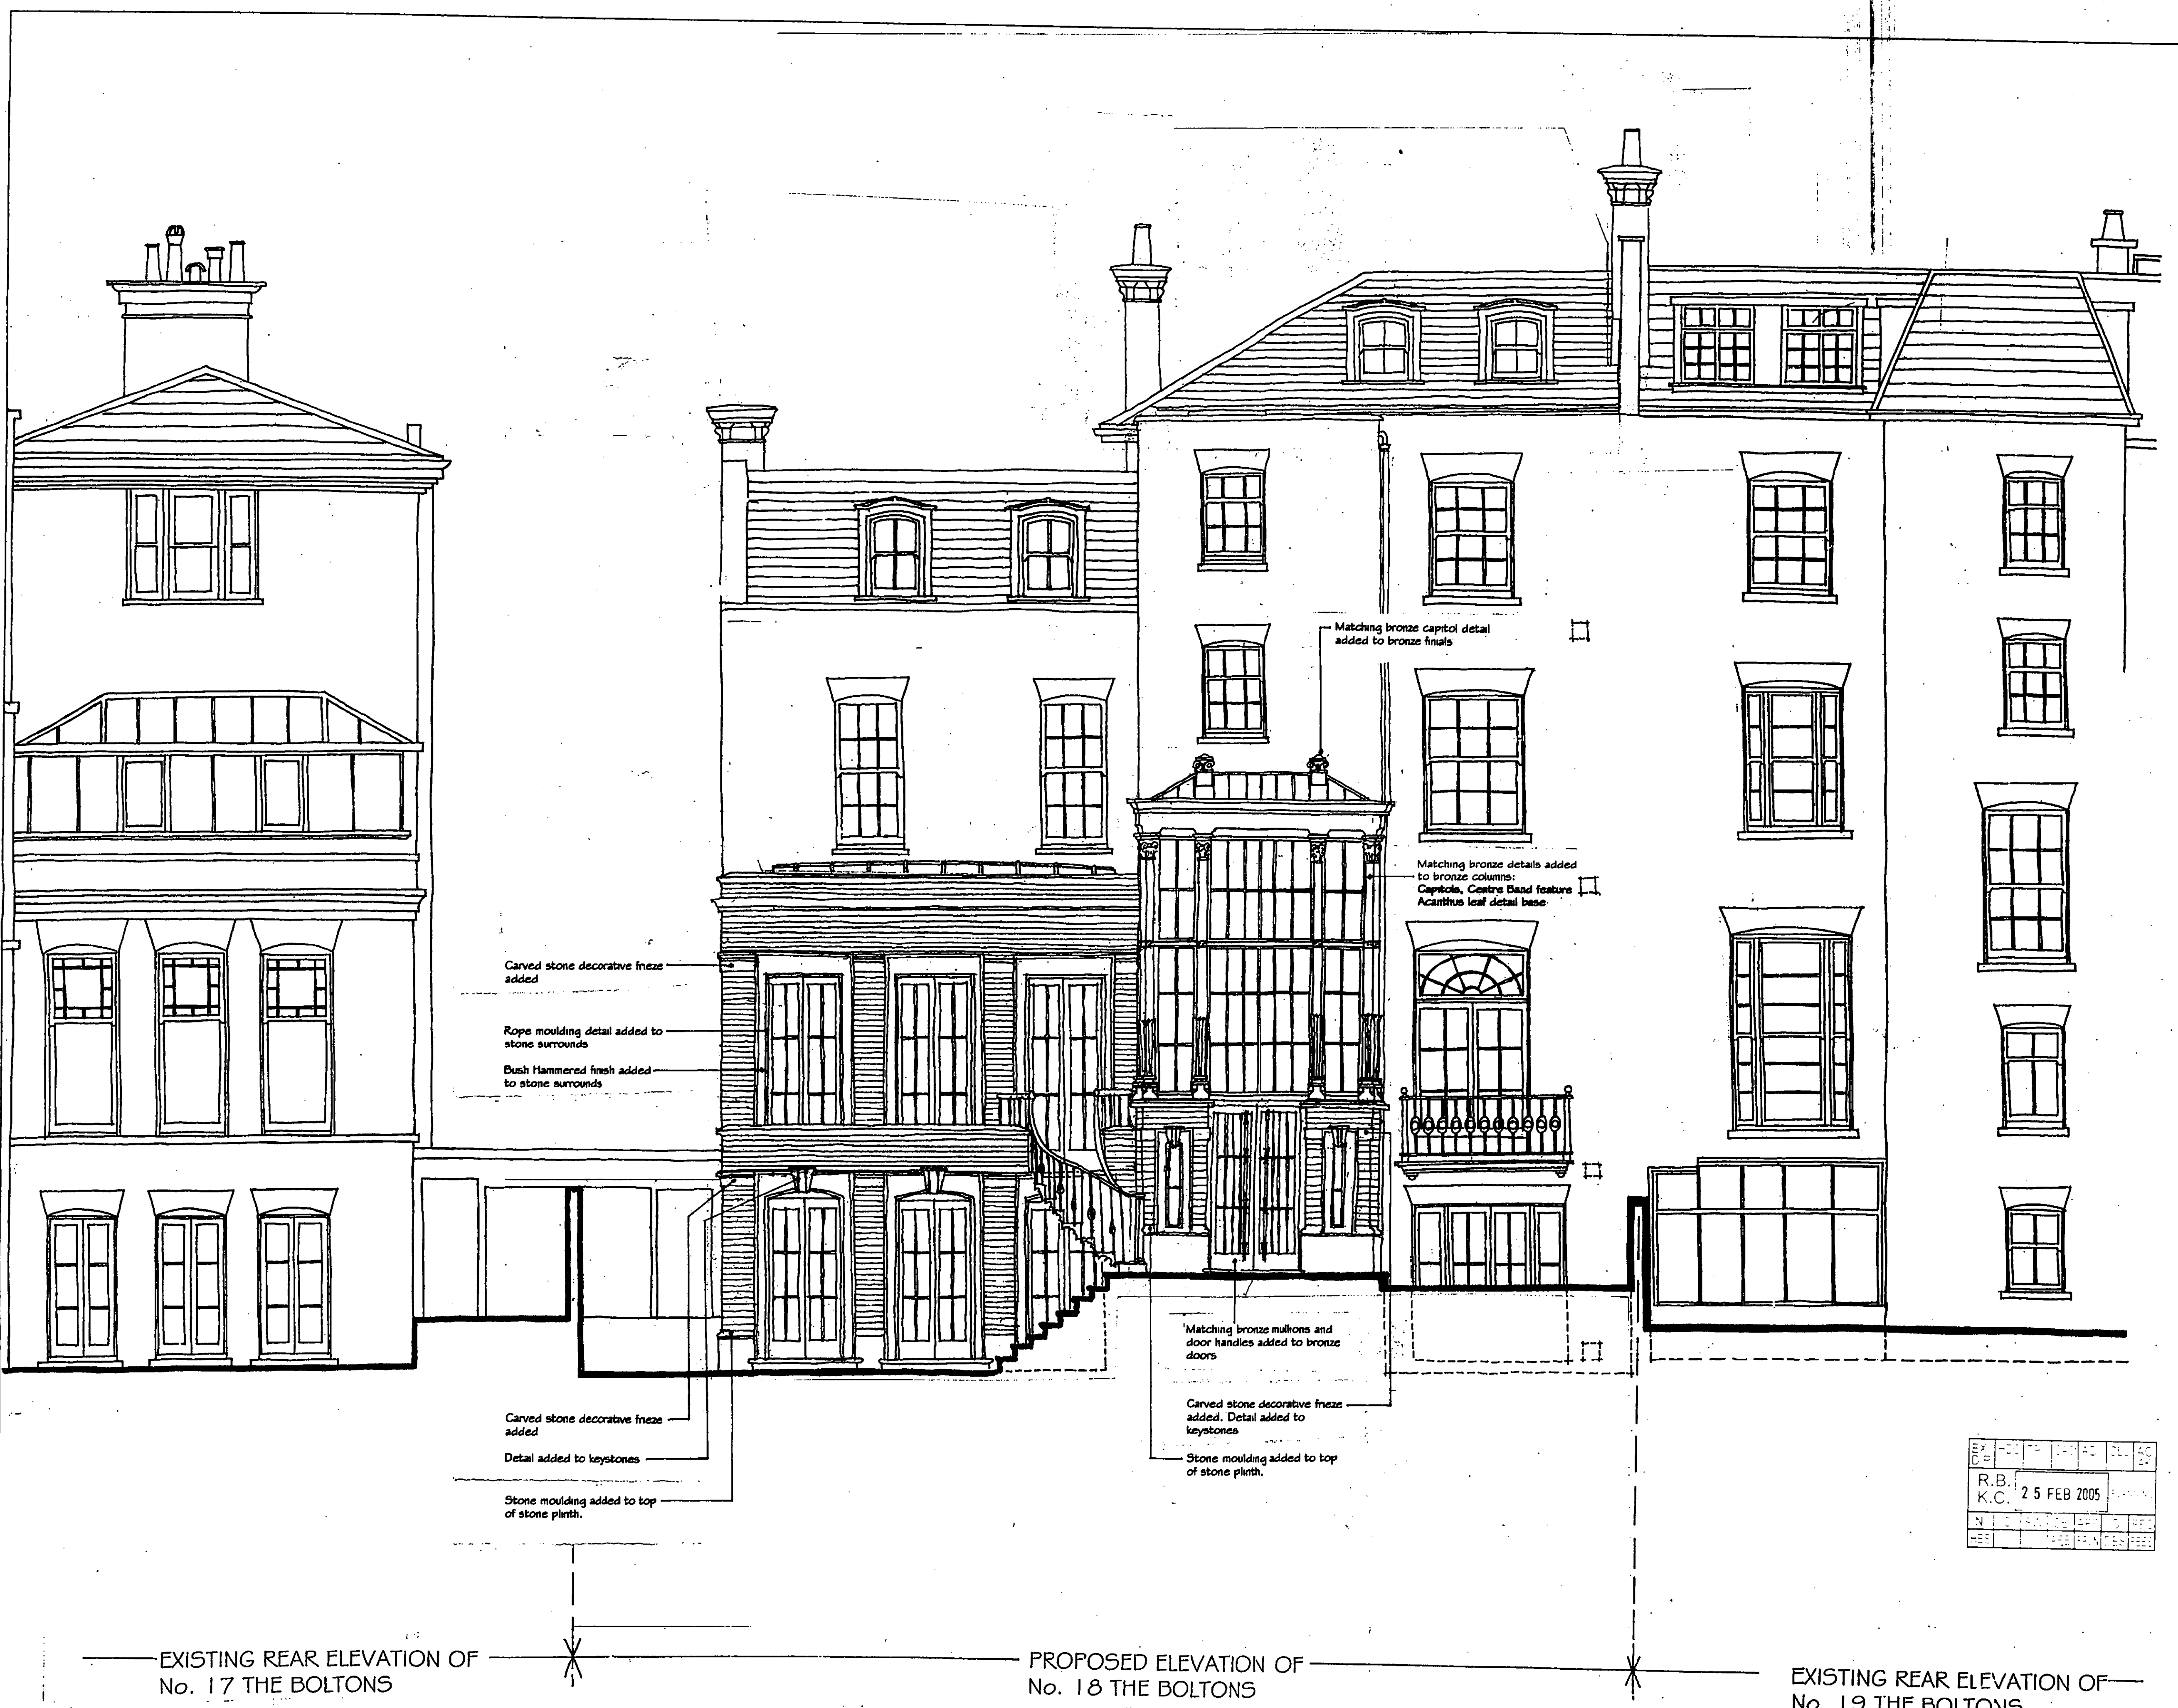 Matching bronze capitol detail
added to bronze finials
Matching bronze details added
to bronze columns:
Capitols, Centre Band feature
Acanthus leaf detail base
Carved stone decorative frieze
added
Rope moulding detail added to
stone surrounds
Bush Hammered finish added
to stone surrounds
Matching bronze mullions and
door handles added to bronze
doors
Carved stone decorative frieze
added. Detail added to
keystones
Stone moulding added to top
of stone plinth.
Carved stone decorative frieze
added
Detail added to keystones
Stone moulding added to top
of stone plinth.
R.B.
K.C.
25 FEB 2005
EXISTING REAR ELEVATION OF
No. 17 THE BOLTONS
PROPOSED ELEVATION OF
No. 18 THE BOLTONS
EXISTING REAR ELEVATION OF
No. 19 THE BOLTONS